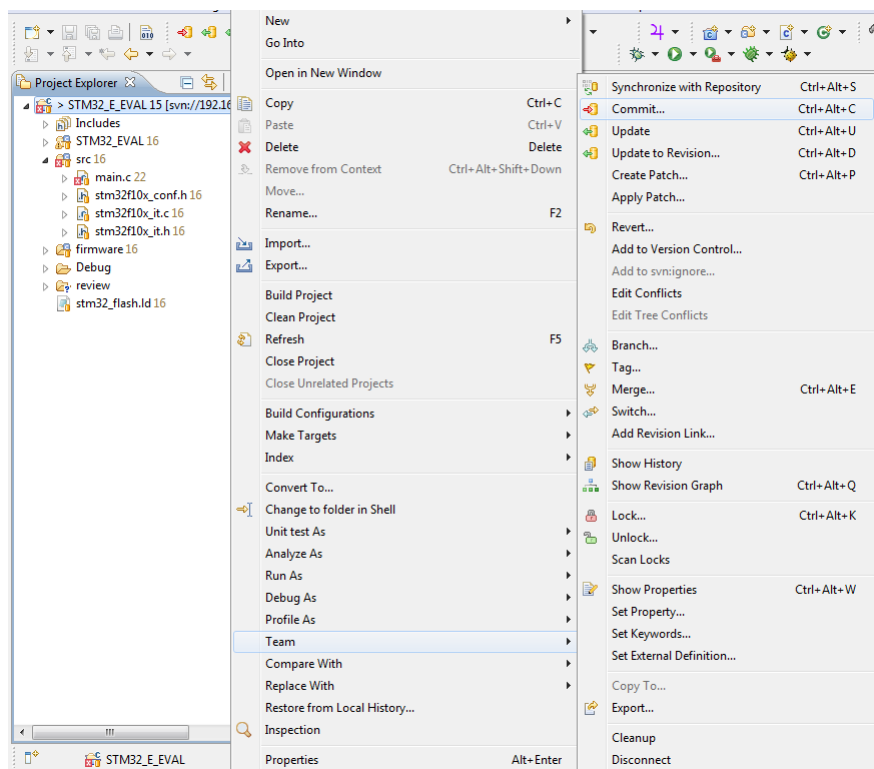 Project Explorer
> STM32_E_EVAL 15 [svn://192.16
Includes
STM32_EVAL 16
src 16
main.c 22
stm32f10x_conf.h 16
stm32f10x_it.c 16
stm32f10x_it.h 16
firmware 16
Debug
review
stm32_flash.ld 16
STM32_E_EVAL
New
Go Into
Open in New Window
Copy Ctrl+C
Paste Ctrl+V
Delete Delete
Remove from Context Ctrl+Alt+Shift+Down
Move...
Rename... F2
Import...
Export...
Build Project
Clean Project
Refresh F5
Close Project
Close Unrelated Projects
Build Configurations
Make Targets
Index
Convert To...
Change to folder in Shell
Unit test As
Analyze As
Run As
Debug As
Profile As
Team
Compare With
Replace With
Restore from Local History...
Inspection
Properties Alt+Enter
Synchronize with Repository Ctrl+Alt+S
Commit... Ctrl+Alt+C
Update Ctrl+Alt+U
Update to Revision... Ctrl+Alt+D
Create Patch... Ctrl+Alt+P
Apply Patch...
Revert...
Add to Version Control...
Add to svn:ignore...
Edit Conflicts
Edit Tree Conflicts
Branch...
Tag...
Merge... Ctrl+Alt+E
Switch...
Add Revision Link...
Show History
Show Revision Graph Ctrl+Alt+Q
Lock... Ctrl+Alt+K
Unlock...
Scan Locks
Show Properties Ctrl+Alt+W
Set Property...
Set Keywords...
Set External Definition...
Copy To...
Export...
Cleanup
Disconnect